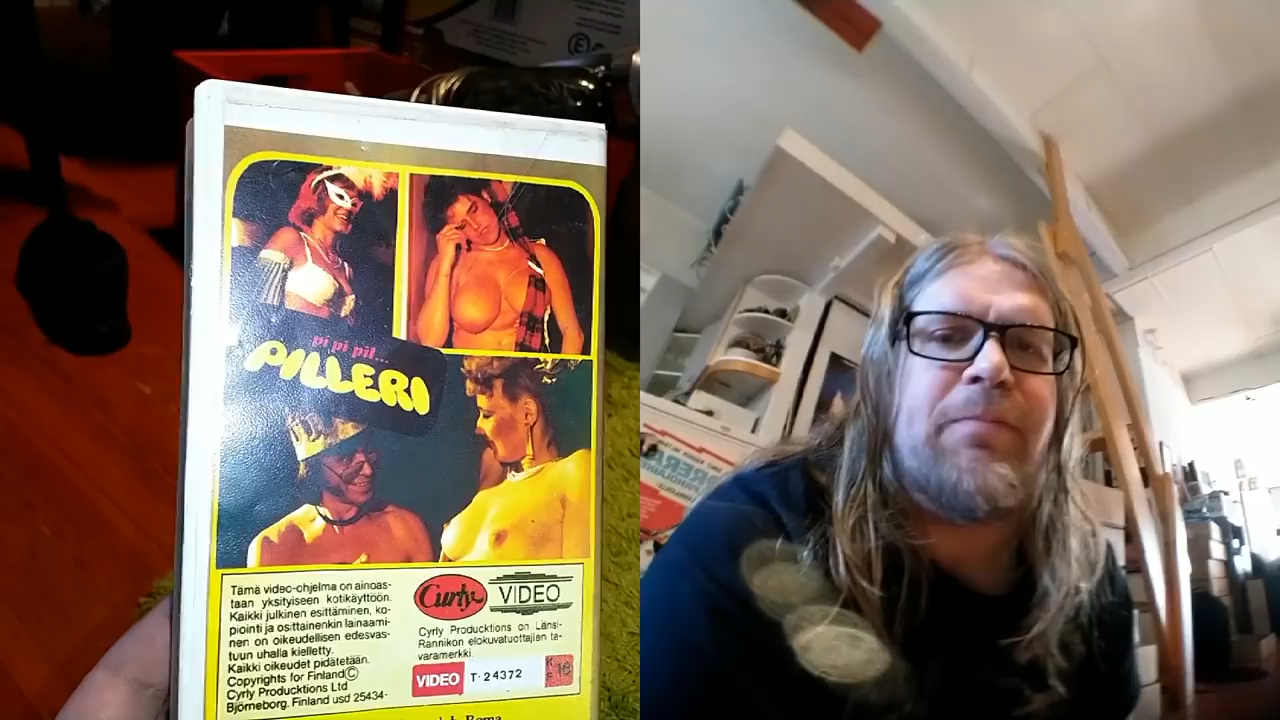 pi pi pil...
PILLERI
Tämä video-ohjelma on ainoas-
taan yksityiseen kotikäyttöön.
Kaikki julkinen esittäminen, ko-
piointi ja osittainenkin lainaami-
nen on oikeudellisen edesvas-
tuun uhalla kielletty.
Kaikki oikeudet pidätetään.
Copyrights for Finland ©
Cyrly Producktions Ltd
Björneborg. Finland usd 25434-
Curly VIDEO
Cyrly Producktions on Länsi-
Rannikon elokuvatuottajien ta-
varamerkki.
VIDEO T-24372
K 16
Roma